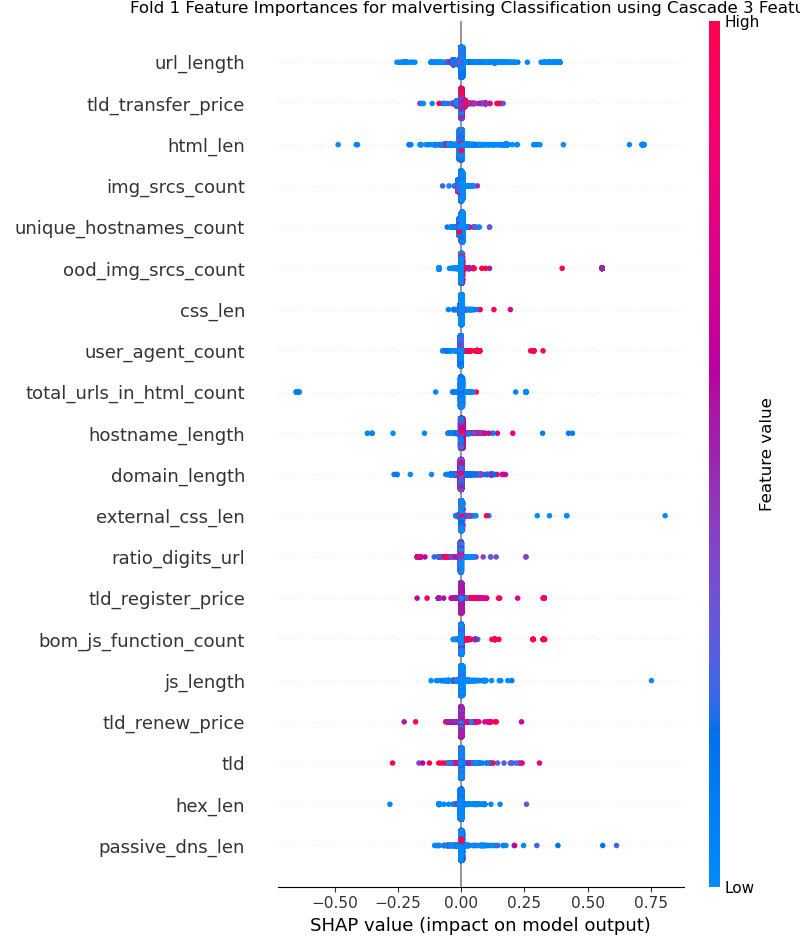 Fold 1 Feature Importances for malvertising Classification using Cascade 3 Featu
High
url_length
tld_transfer_price
html_len
img_srcs_count
unique_hostnames_count
ood_img_srcs_count
css_len
user_agent_count
total_urls_in_html_count
hostname_length
domain_length
external_css_len
ratio_digits_url
tld_register_price
bom_js_function_count
js_length
tld_renew_price
tld
hex_len
passive_dns_len
Feature value
Low
−0.50 −0.25 0.00 0.25 0.50 0.75
SHAP value (impact on model output)